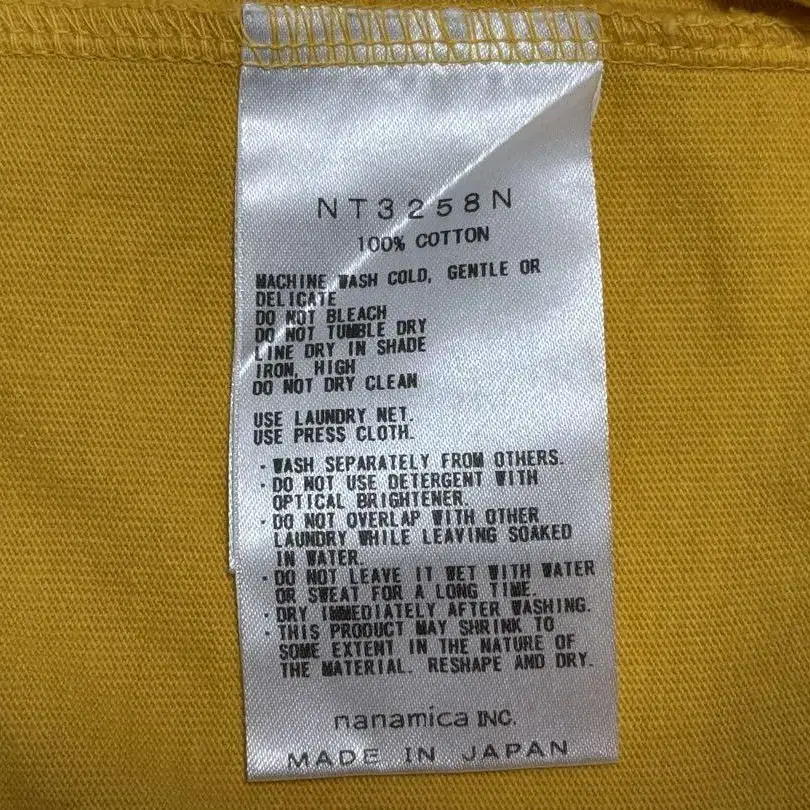 NT3258N
100% COTTON
MACHINE WASH COLD, GENTLE OR
DELICATE
DO NOT BLEACH
DO NOT TUMBLE DRY
LINE DRY IN SHADE
IRON, HIGH
DO NOT DRY CLEAN
USE LAUNDRY NET.
USE PRESS CLOTH.
・WASH SEPARATELY FROM OTHERS.
・DO NOT USE DETERGENT WITH
OPTICAL BRIGHTENER.
・DO NOT OVERLAP WITH OTHER
LAUNDRY WHILE LEAVING SOAKED
IN WATER.
・DO NOT LEAVE IT WET WITH WATER
OR SWEAT FOR A LONG TIME.
・DRY IMMEDIATELY AFTER WASHING.
・THIS PRODUCT MAY SHRINK TO
SOME EXTENT IN THE NATURE OF
THE MATERIAL. RESHAPE AND DRY.
nanamica INC.
MADE IN JAPAN